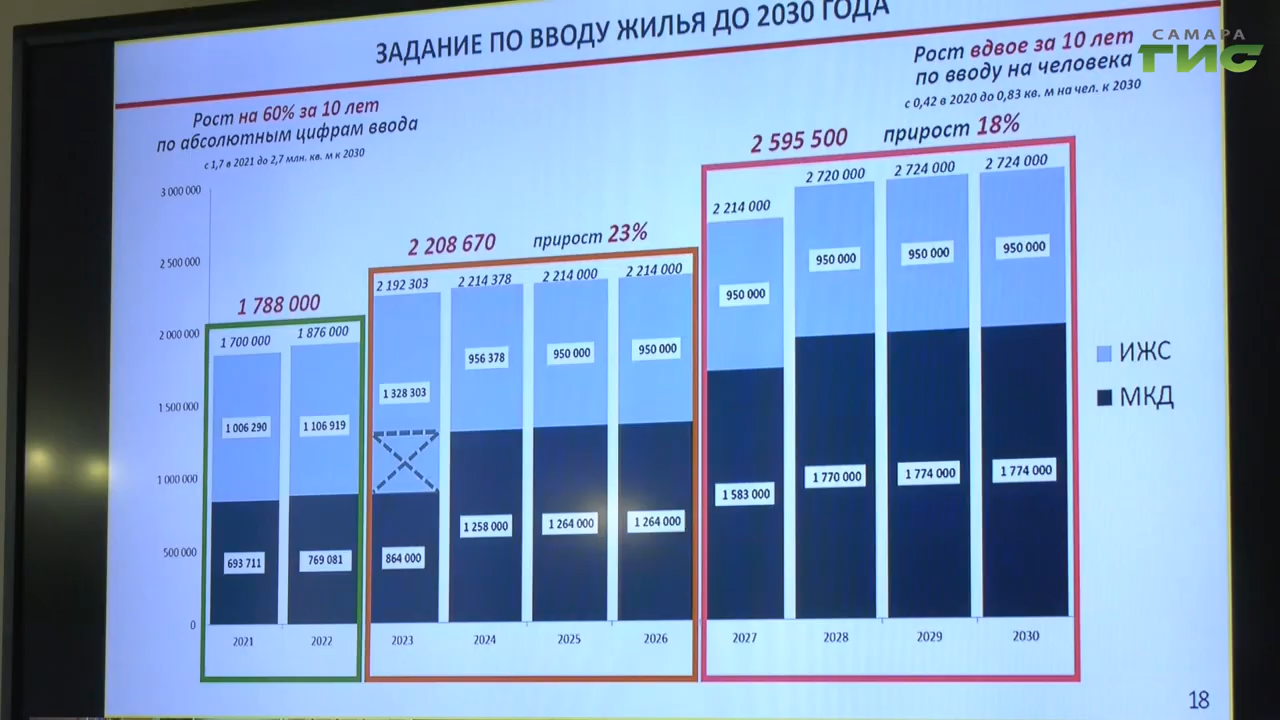 ЗАДАНИЕ ПО ВВОДУ ЖИЛЬЯ ДО 2030 ГОДА
САМАРА
ГИС
Рост на 60% за 10 лет
по абсолютным цифрам ввода
с 1,7 в 2021 до 2,7 млн. кв. м к 2030
Рост вдвое за 10 лет
по вводу на человека
с 0,42 в 2020 до 0,83 кв. м на чел. к 2030
2 595 500 прирост 18%
2 208 670 прирост 23%
1 788 000
3 000 000
2 500 000
2 000 000
1 500 000
1 000 000
500 000
0
1 700 000 1 876 000 2 192 303 2 214 378 2 214 000 2 214 000 2 214 000 2 720 000 2 724 000 2 724 000
1 006 290 1 106 919 1 328 303 956 378 950 000 950 000 950 000 950 000 950 000 950 000
693 711 769 081 864 000 1 258 000 1 264 000 1 264 000 1 583 000 1 770 000 1 774 000 1 774 000
2021 2022 2023 2024 2025 2026 2027 2028 2029 2030
ИЖС
МКД
18